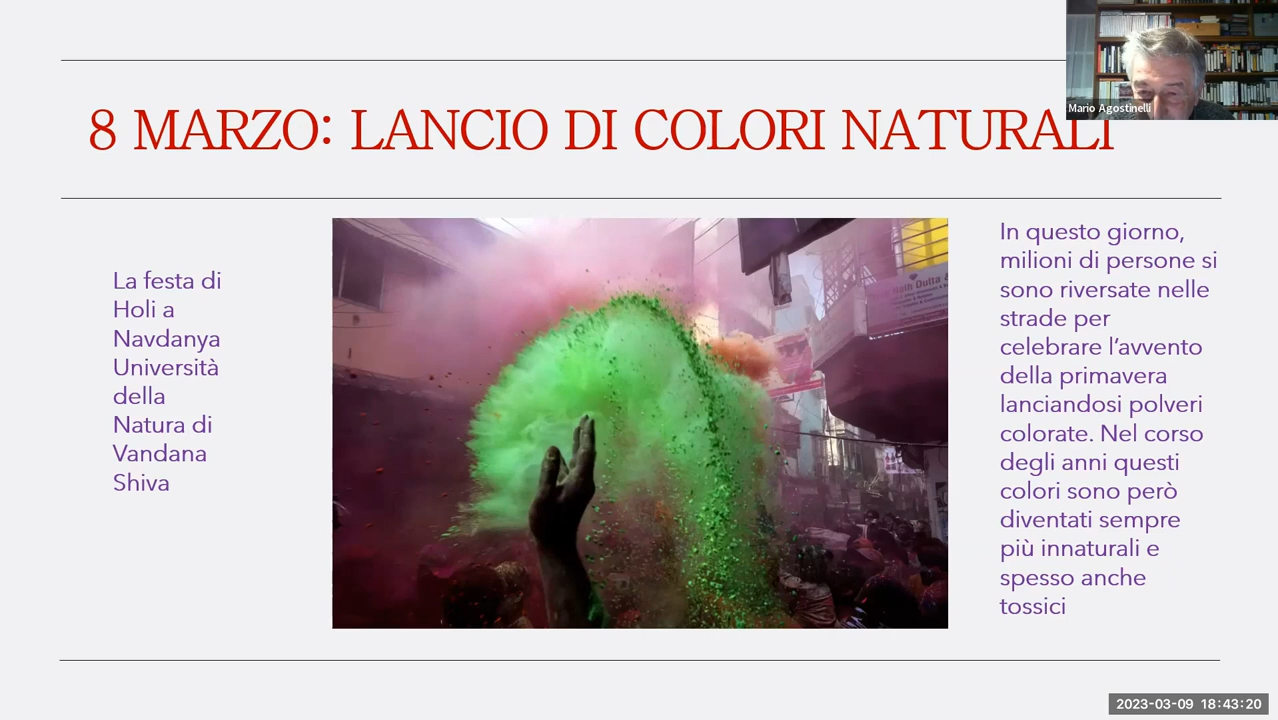 Mario Agostinelli
8 MARZO: LANCIO DI COLORI NATURALI
La festa di
Holi a
Navdanya
Università
della
Natura di
Vandana
Shiva
In questo giorno,
milioni di persone si
sono riversate nelle
strade per
celebrare l’avvento
della primavera
lanciandosi polveri
colorate. Nel corso
degli anni questi
colori sono però
diventati sempre
più innaturali e
spesso anche
tossici
2023-03-09 18:43:20